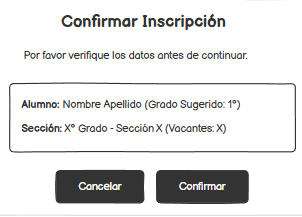 Confirmar Inscripción
Por favor verifique los datos antes de continuar.
Alumno: Nombre Apellido (Grado Sugerido: 1°)
Sección: X° Grado - Sección X (Vacantes: X)
Cancelar
Confirmar